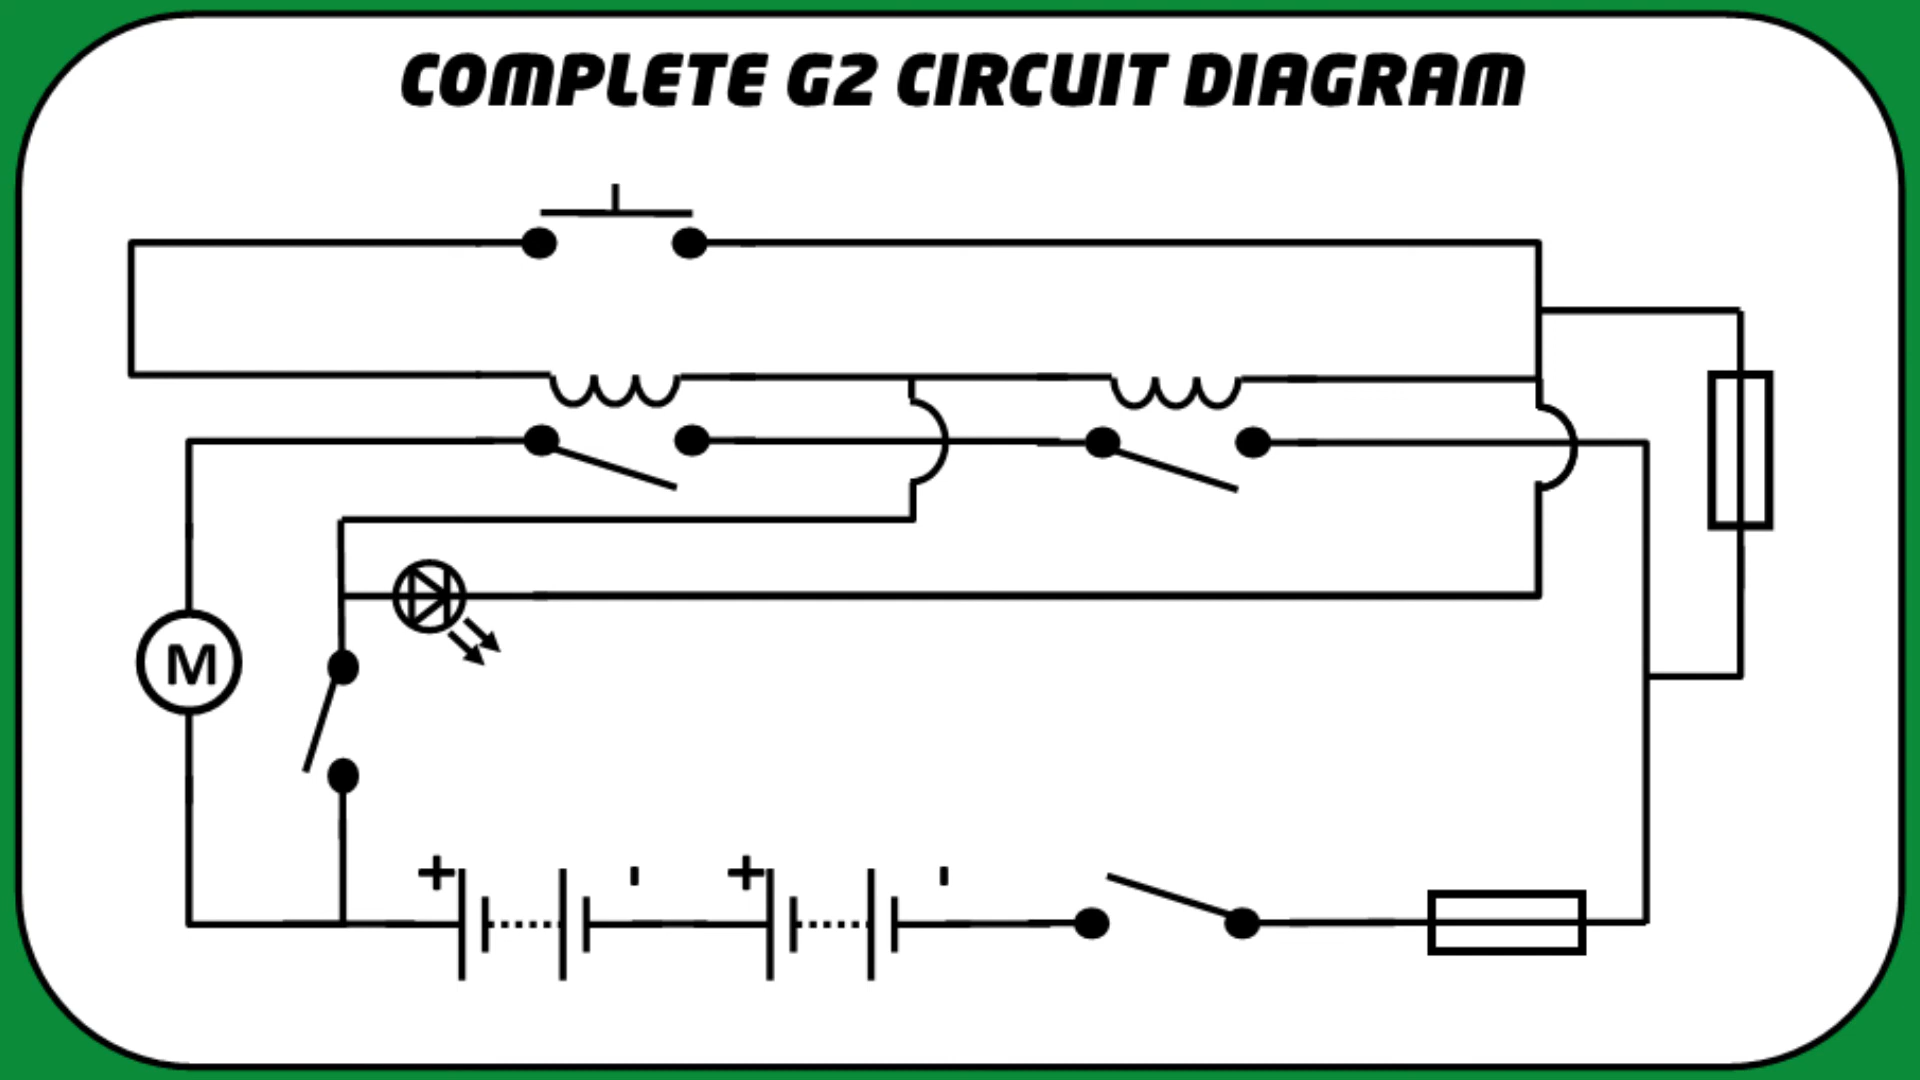 COMPLETE G2 CIRCUIT DIAGRAM
M
+ ' + '